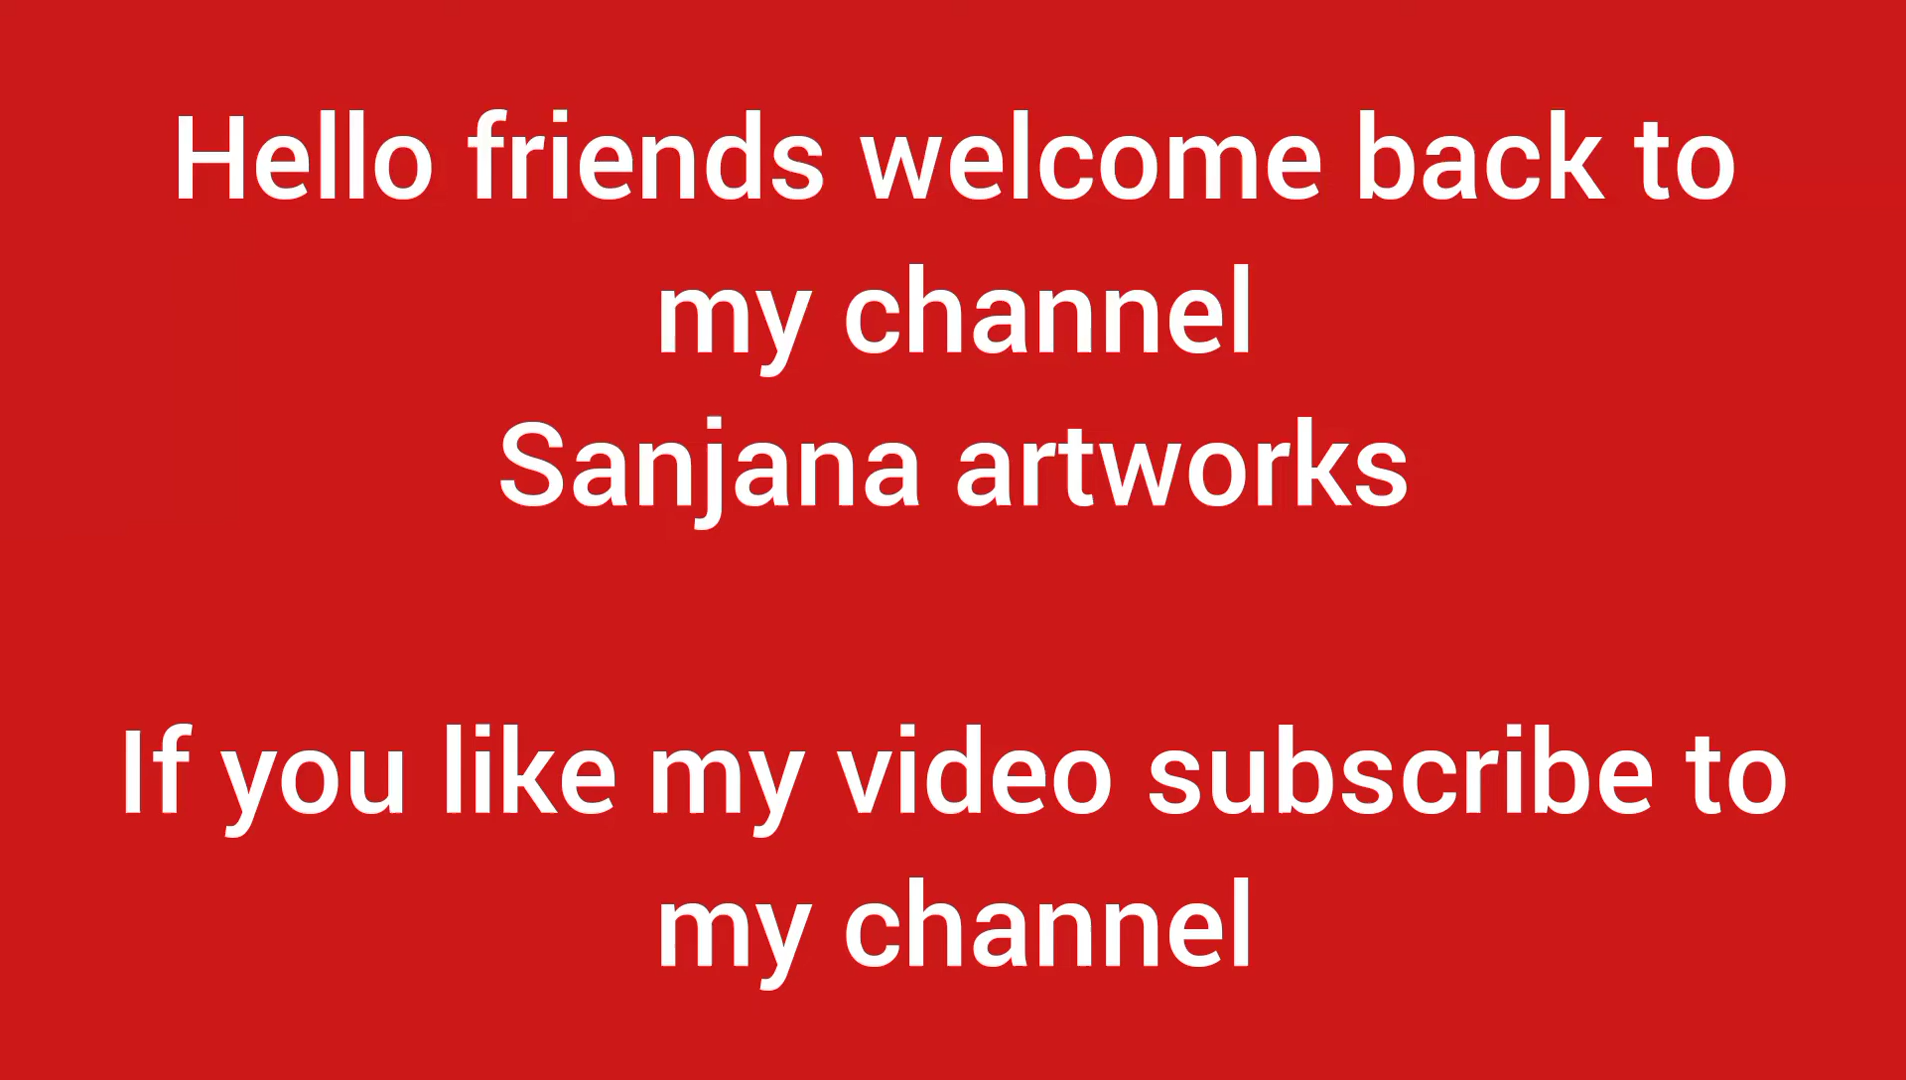 Hello friends welcome back to
my channel
Sanjana artworks
If you like my video subscribe to
my channel